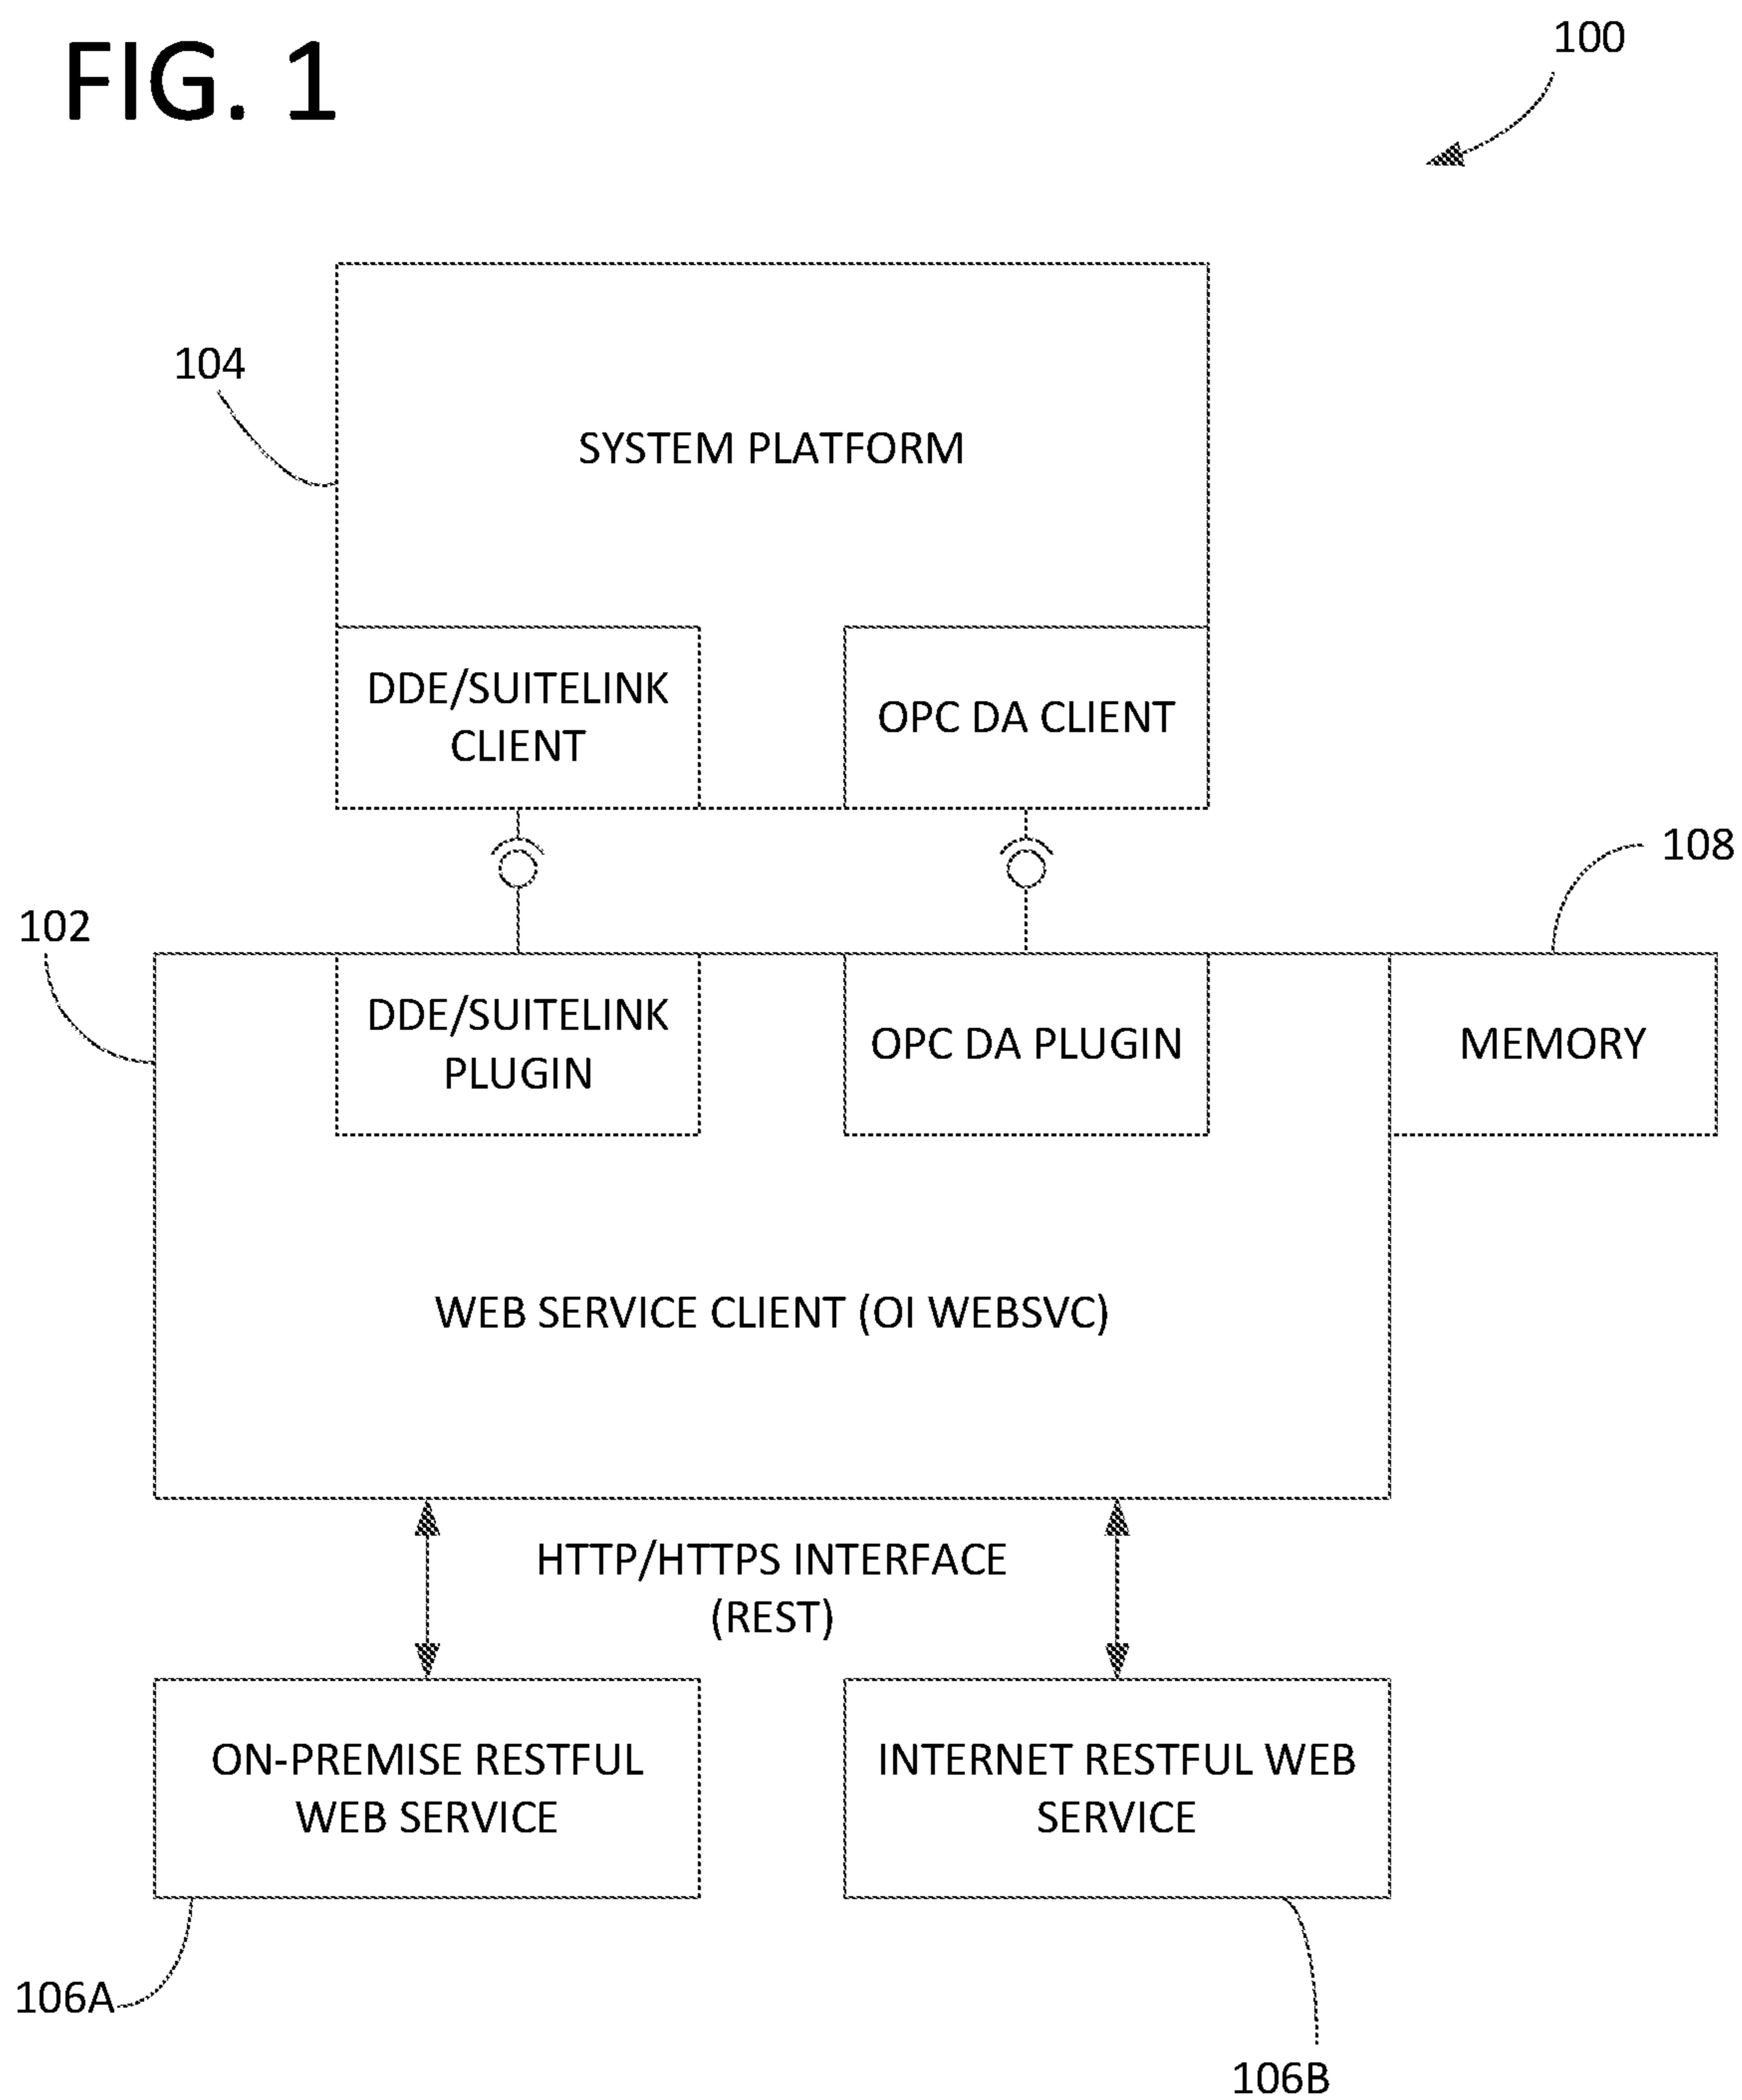 FIG. 1
100
104
SYSTEM PLATFORM
DDE/SUITELINK
CLIENT
OPC DA CLIENT
108
102
DDE/SUITELINK
PLUGIN
OPC DA PLUGIN
MEMORY
WEB SERVICE CLIENT (OI WEBSVC)
HTTP/HTTPS INTERFACE
(REST)
ON-PREMISE RESTFUL
WEB SERVICE
INTERNET RESTFUL WEB
SERVICE
106A
106B